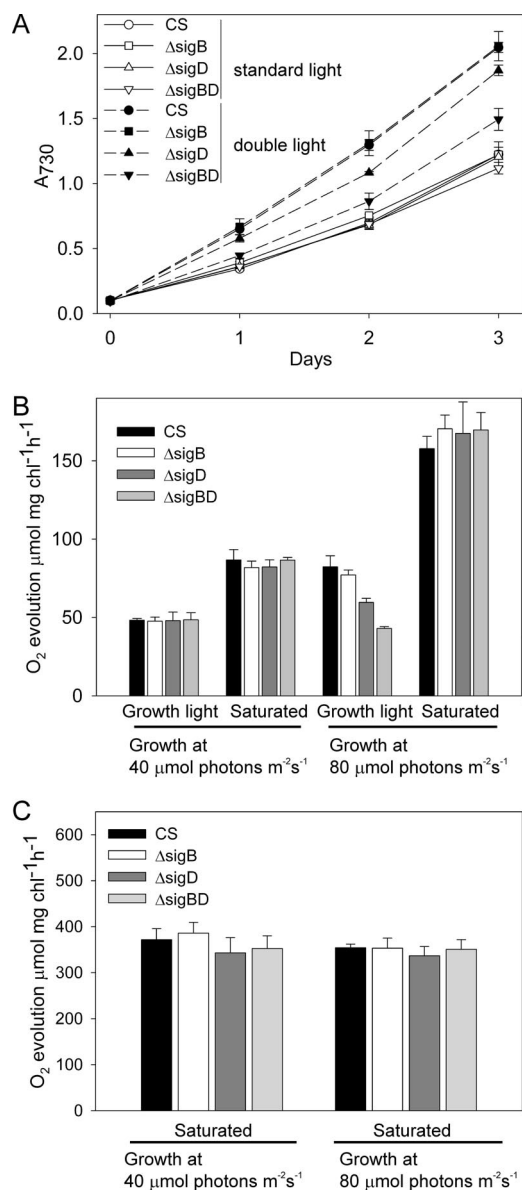 A
CS
ΔsigB
ΔsigD
ΔsigBD
standard light
CS
ΔsigB
ΔsigD
ΔsigBD
double light
A730
2.0
1.5
1.0
0.5
0.0
0 1 2 3
Days
B
CS
ΔsigB
ΔsigD
ΔsigBD
O2 evolution μmol mg chl−1h−1
150
100
50
0
Growth light Saturated Growth light Saturated
Growth at
40 μmol photons m-2s-1
Growth at
80 μmol photons m-2s-1
C
CS
ΔsigB
ΔsigD
ΔsigBD
O2 evolution μmol mg chl−1h−1
600
500
400
300
200
100
0
Saturated Saturated
Growth at
40 μmol photons m-2s-1
Growth at
80 μmol photons m-2s-1